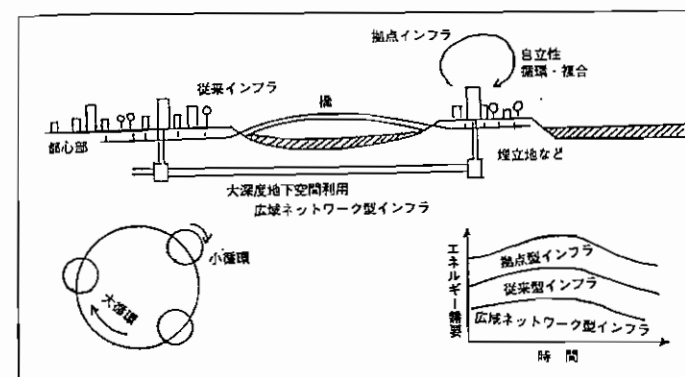 拠点インフラ
自立性
循環・複合
従来インフラ
橋
都心部
埋立地など
大深度地下空間利用
広域ネットワーク型インフラ
小循環
大循環
エネルギー需要
拠点型インフラ
従来型インフラ
広域ネットワーク型インフラ
時間